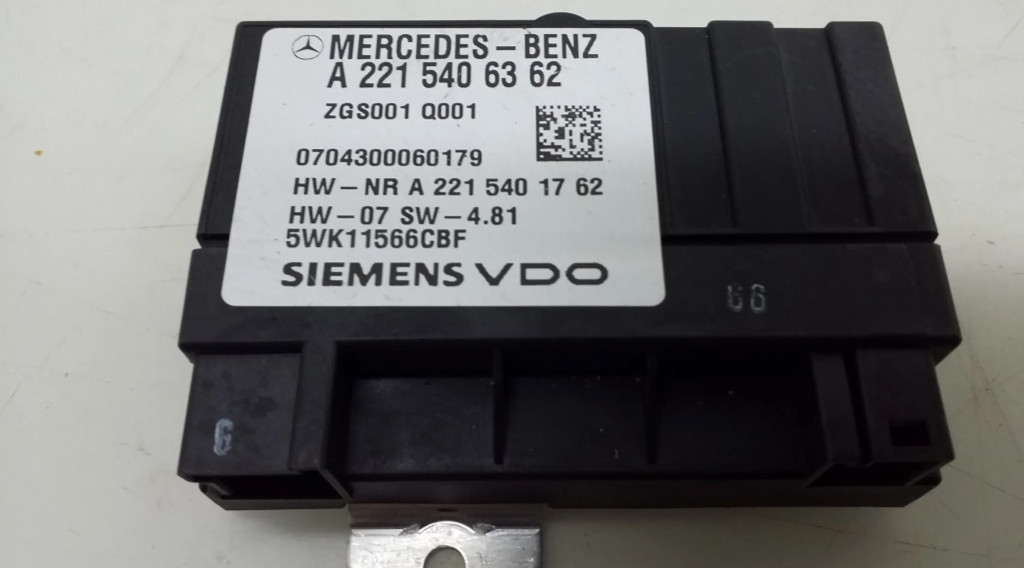 MERCEDES-BENZ
A 221 540 63 62
ZGS001 Q001
0704300060179
HW-NR A 221 540 17 62
HW-07 SW-4.81
5WK11566CBF
SIEMENS VDO